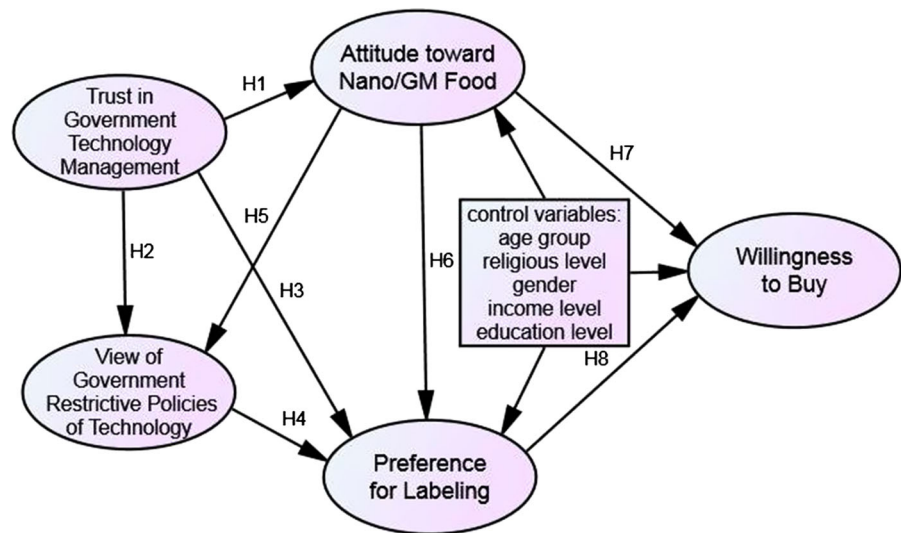 Attitude toward
Nano/GM Food
H1
Trust in
Government
Technology
Management
H7
H5
control variables:
age group
religious level
gender
income level
education level
H2
H6
H3
Willingness
to Buy
View of
Government
Restrictive Policies
of Technology
H8
H4
Preference
for Labeling